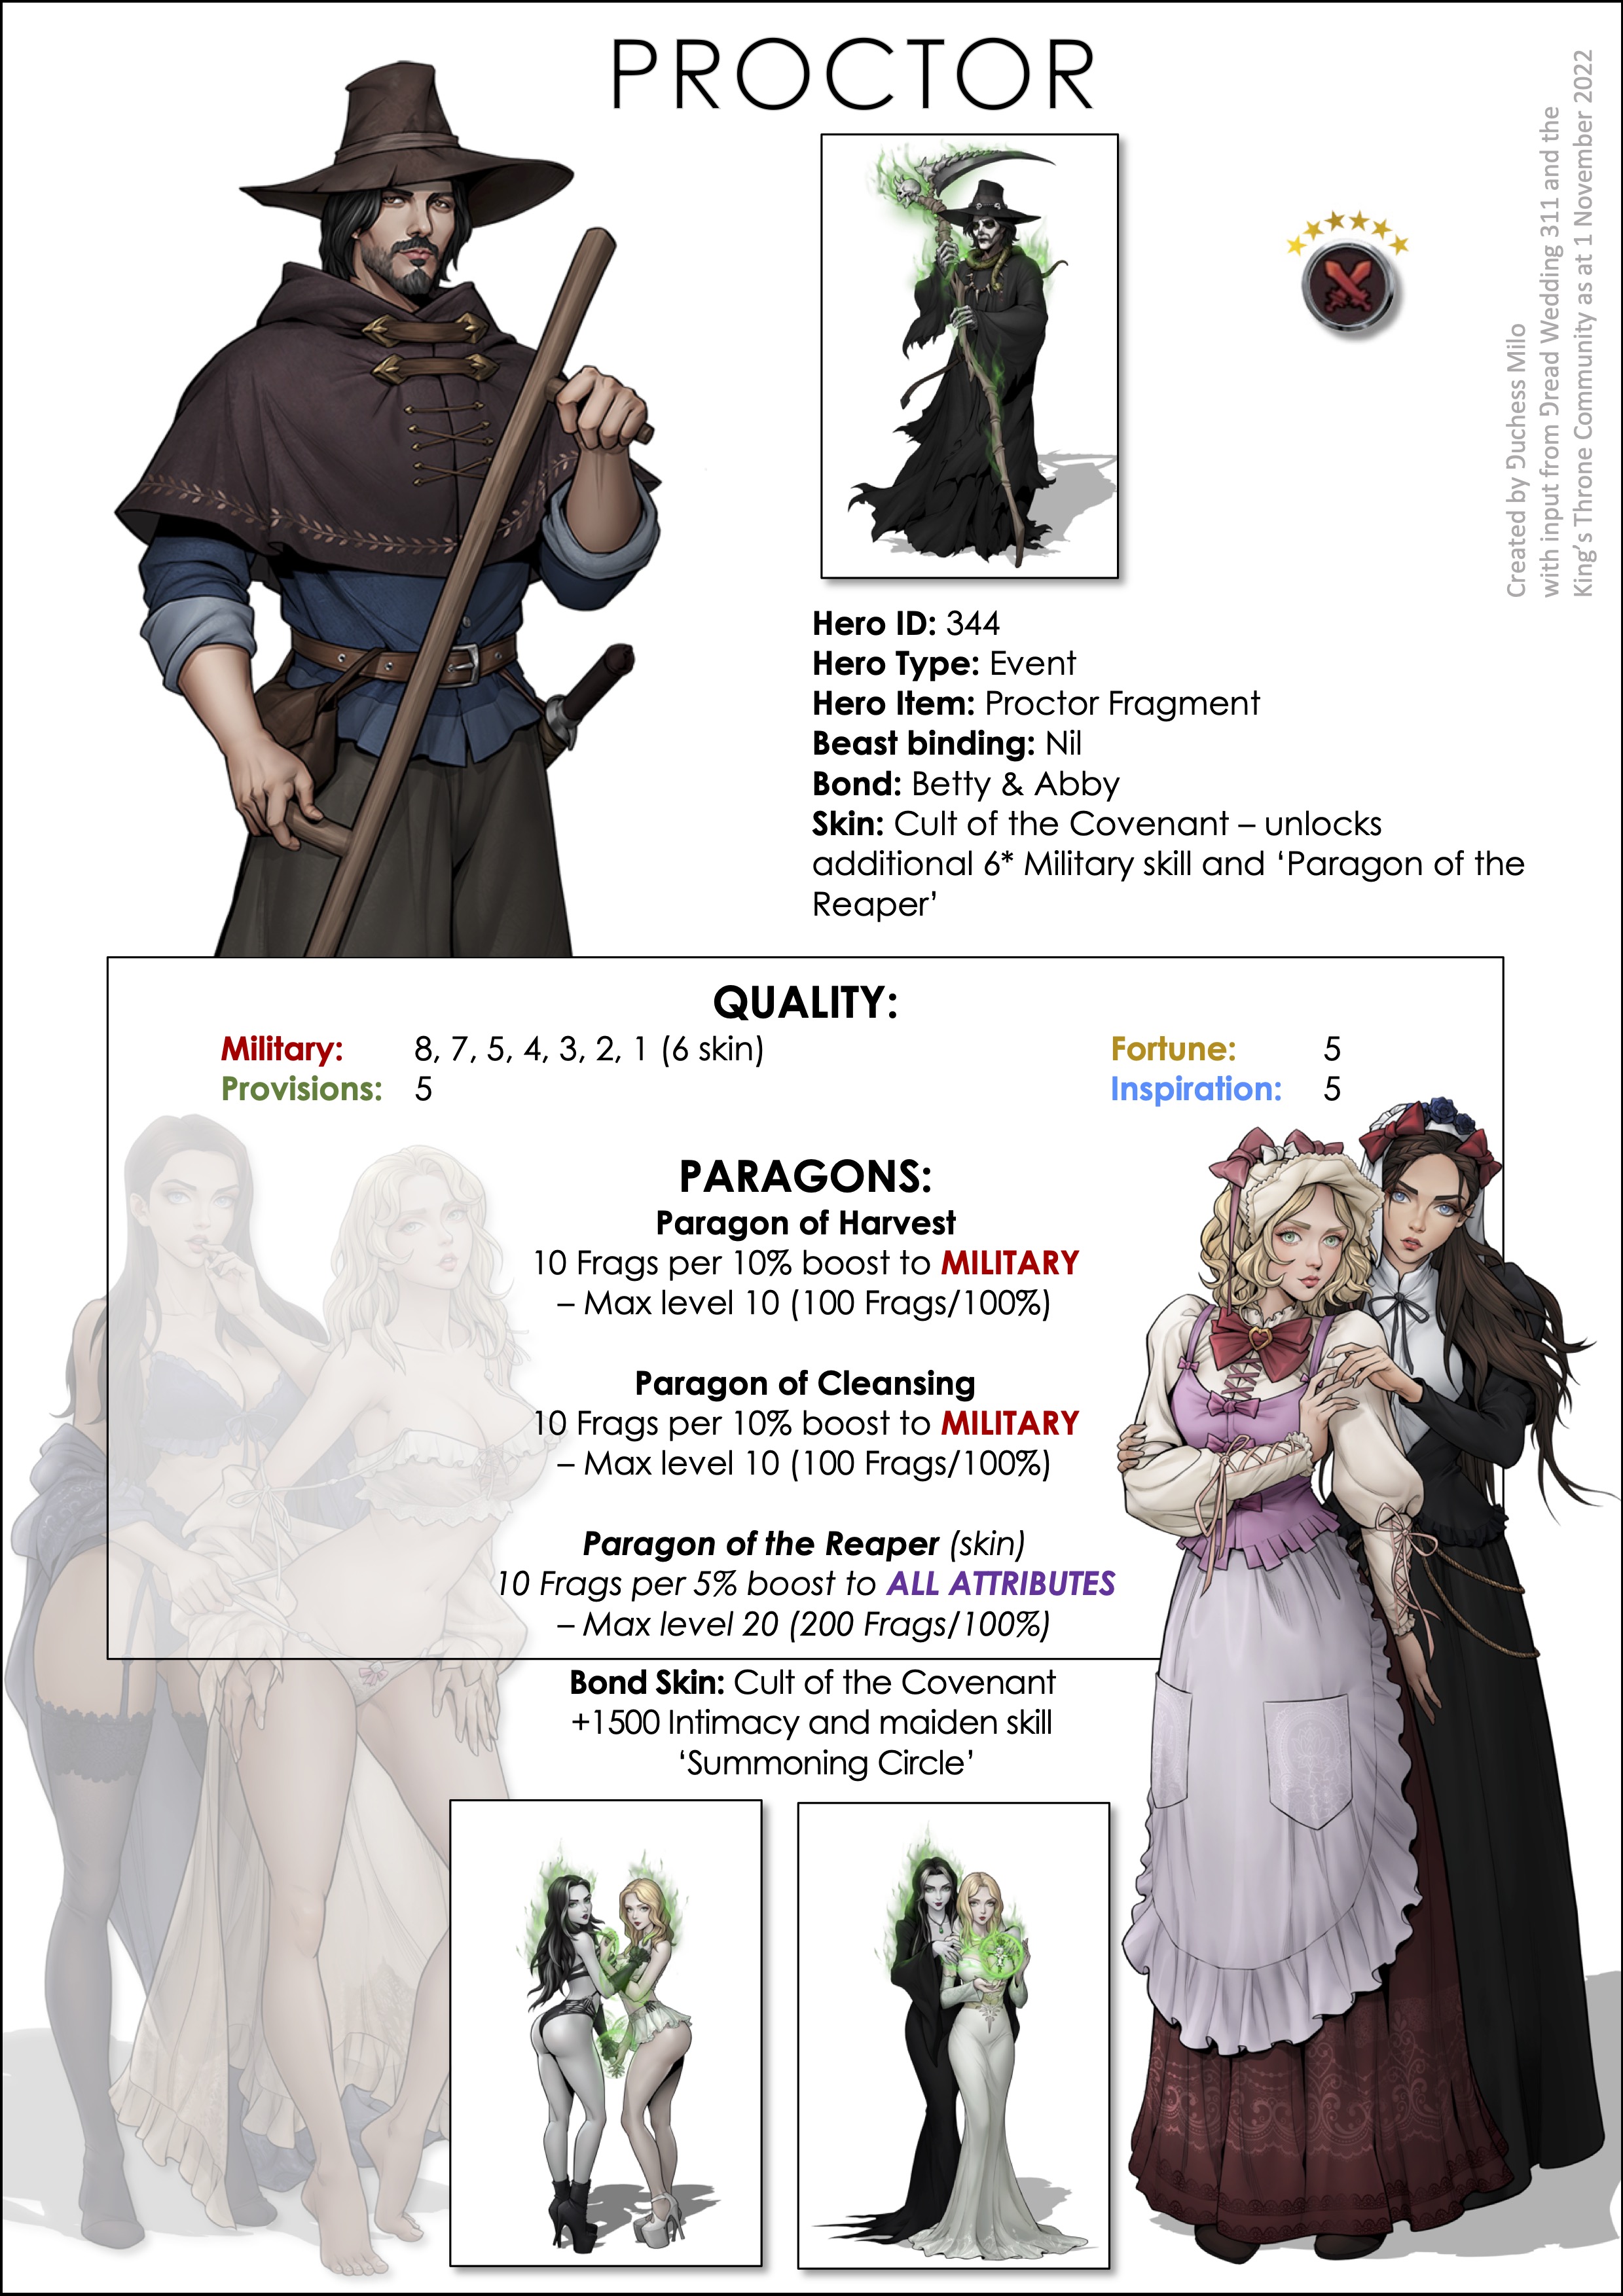 PROCTOR
Created by Duchess Milo
with input from Dread Wedding 311 and the
King’s Throne Community as at 1 November 2022
Hero ID: 344
Hero Type: Event
Hero Item: Proctor Fragment
Beast binding: Nil
Bond: Betty & Abby
Skin: Cult of the Covenant – unlocks
additional 6* Military skill and ‘Paragon of the
Reaper’
QUALITY:
Military: 8, 7, 5, 4, 3, 2, 1 (6 skin)
Fortune: 5
Provisions: 5
Inspiration: 5
PARAGONS:
Paragon of Harvest
10 Frags per 10% boost to MILITARY
– Max level 10 (100 Frags/100%)
Paragon of Cleansing
10 Frags per 10% boost to MILITARY
– Max level 10 (100 Frags/100%)
Paragon of the Reaper (skin)
10 Frags per 5% boost to ALL ATTRIBUTES
– Max level 20 (200 Frags/100%)
Bond Skin: Cult of the Covenant
+1500 Intimacy and maiden skill
‘Summoning Circle’